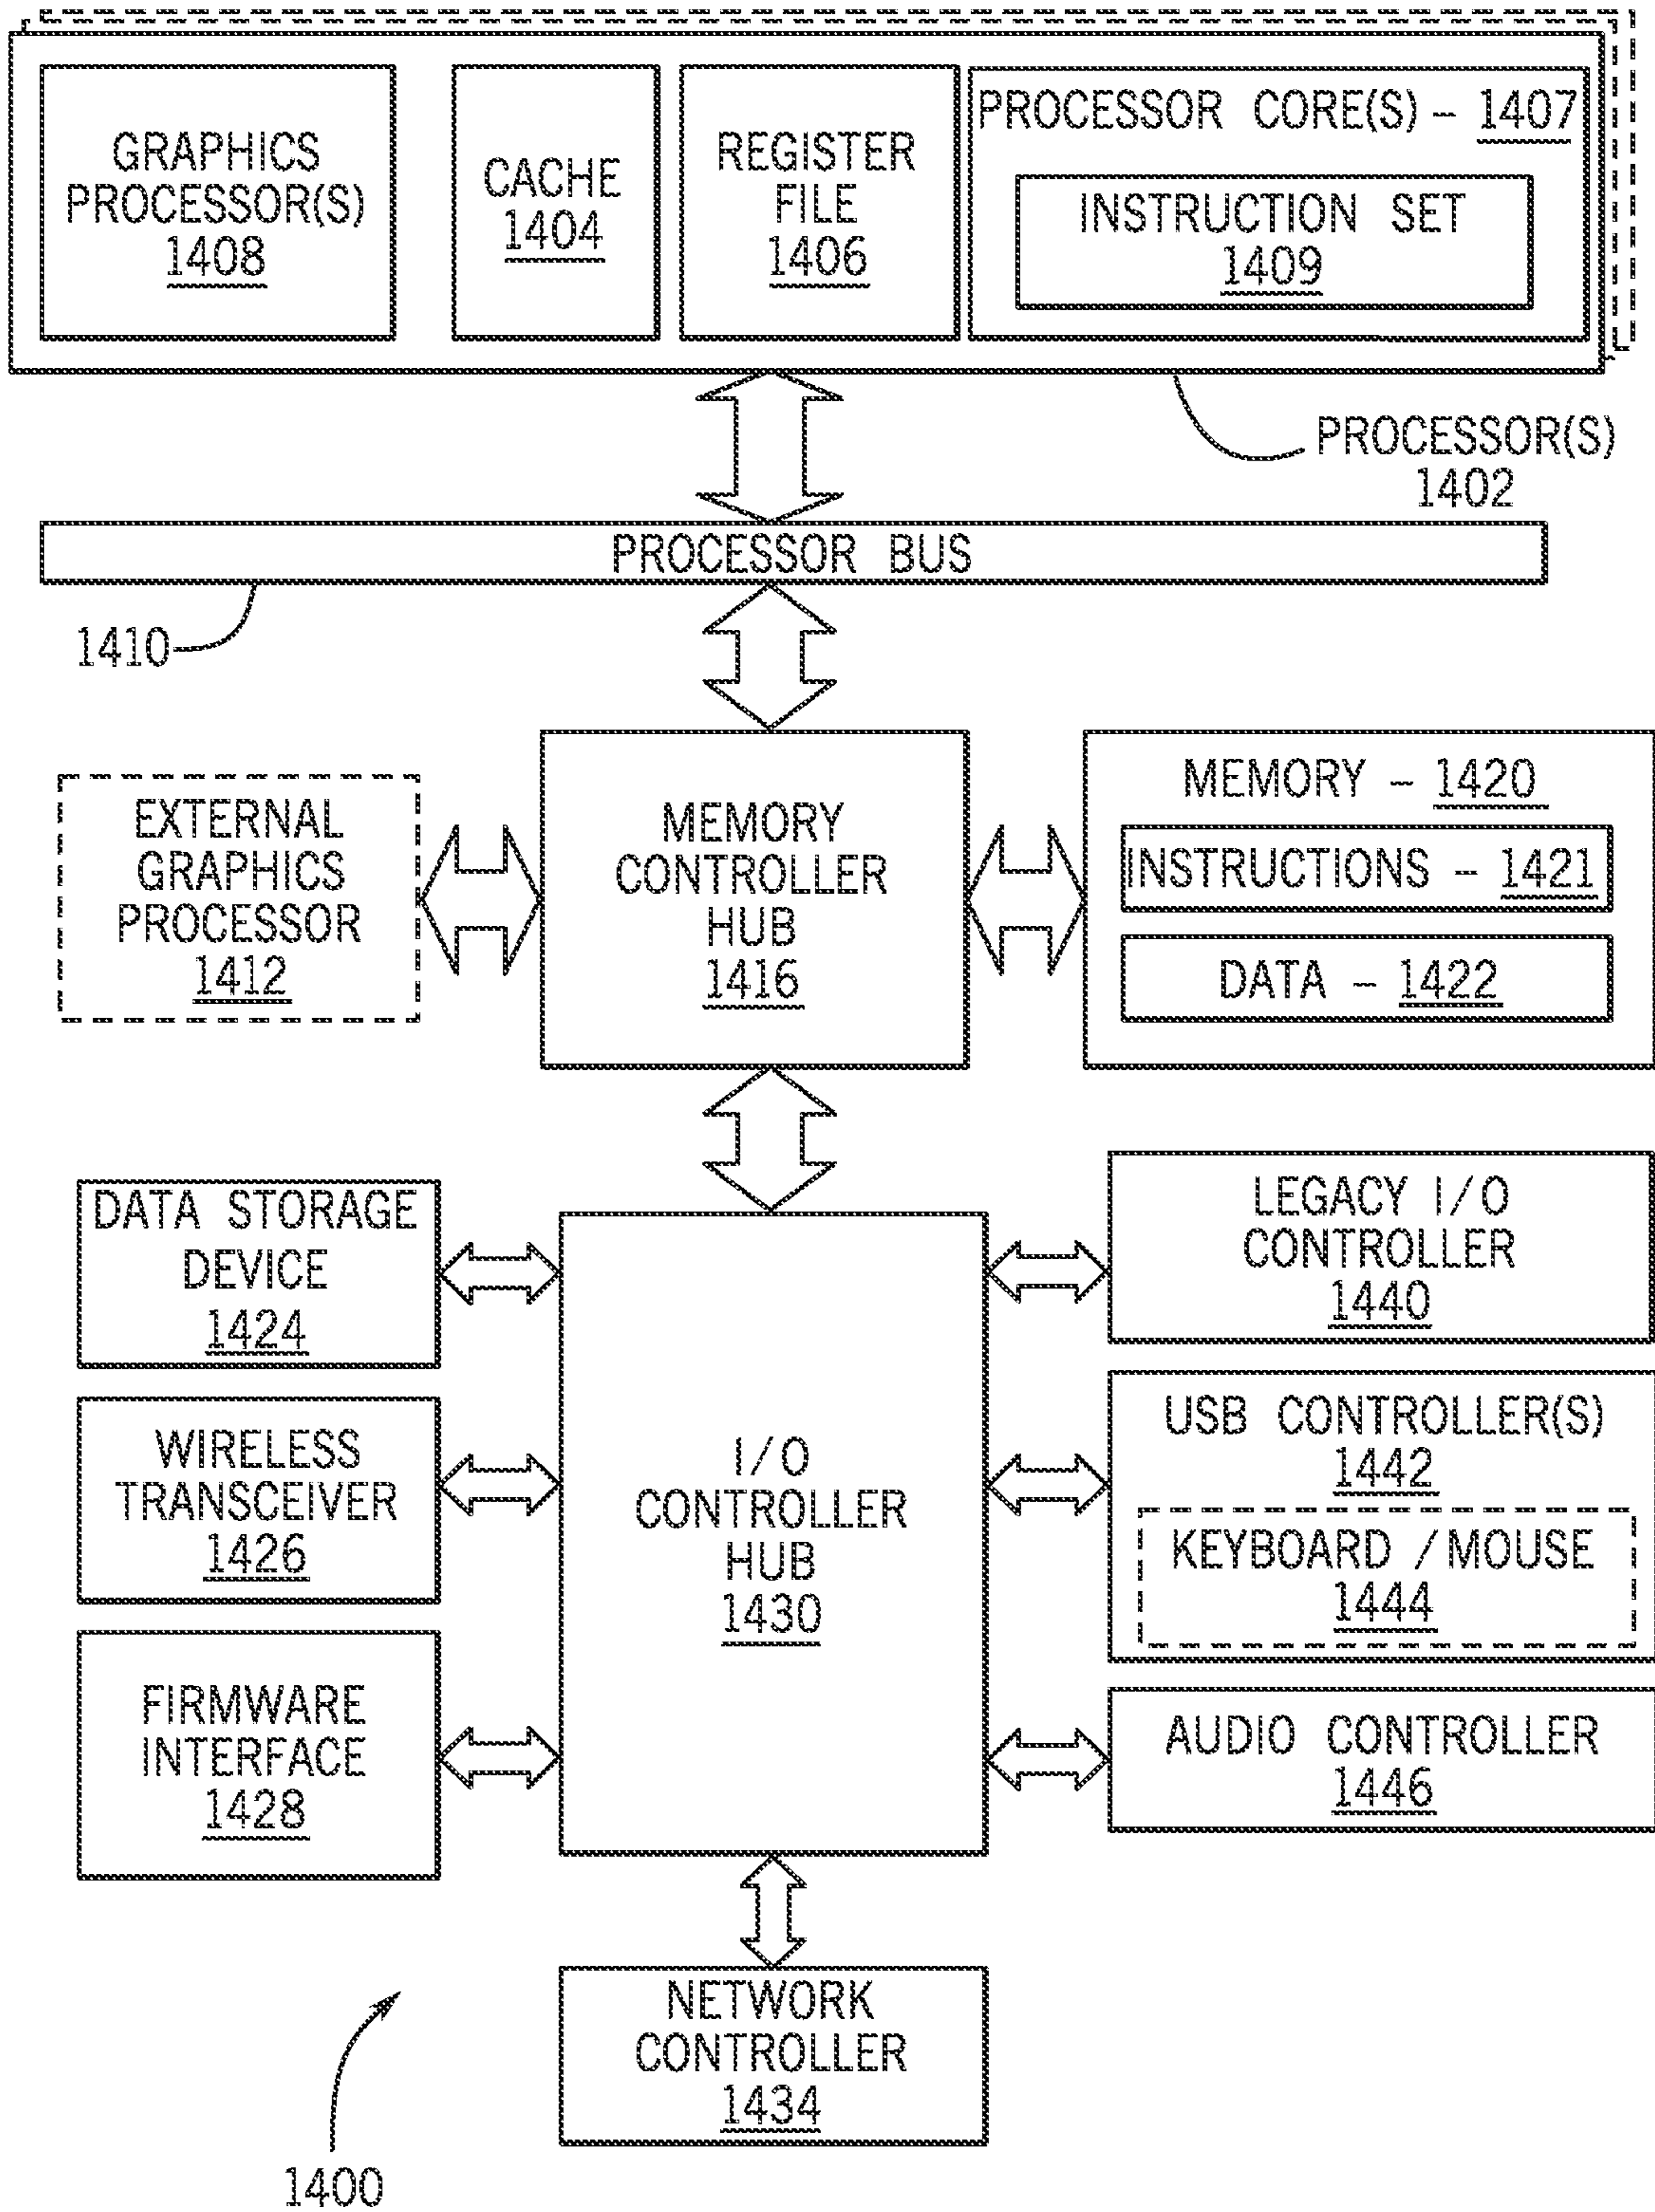 GRAPHICS
PROCESSOR(S)
1408
CACHE
1404
REGISTER
FILE
1406
PROCESSOR CORE(S) - 1407
INSTRUCTION SET
1409
PROCESSOR(S)
1402
PROCESSOR BUS
1410
EXTERNAL
GRAPHICS
PROCESSOR
1412
MEMORY
CONTROLLER
HUB
1416
MEMORY - 1420
INSTRUCTIONS - 1421
DATA - 1422
DATA STORAGE
DEVICE
1424
WIRELESS
TRANSCEIVER
1426
FIRMWARE
INTERFACE
1428
I/O
CONTROLLER
HUB
1430
LEGACY I/O
CONTROLLER
1440
USB CONTROLLER(S)
1442
KEYBOARD / MOUSE
1444
AUDIO CONTROLLER
1446
NETWORK
CONTROLLER
1434
1400